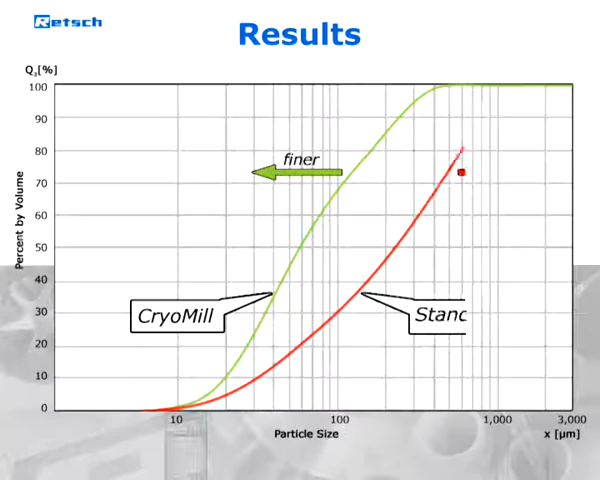 Retsch
Results
Q₃[%]
100
90
80
70
60
50
40
30
20
10
0
Percent by Volume
finer
CryoMill
Stanc
10
100
1,000
3,000
Particle Size
x [µm]